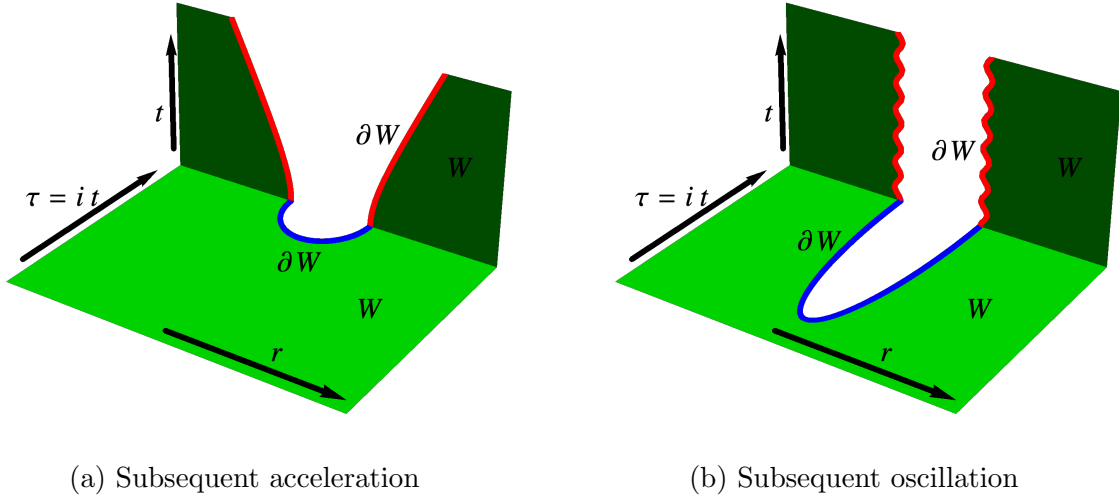 t
τ = i t
∂W
W
∂W
W
r
(a) Subsequent acceleration
t
τ = i t
∂W
W
∂W
W
r
(b) Subsequent oscillation